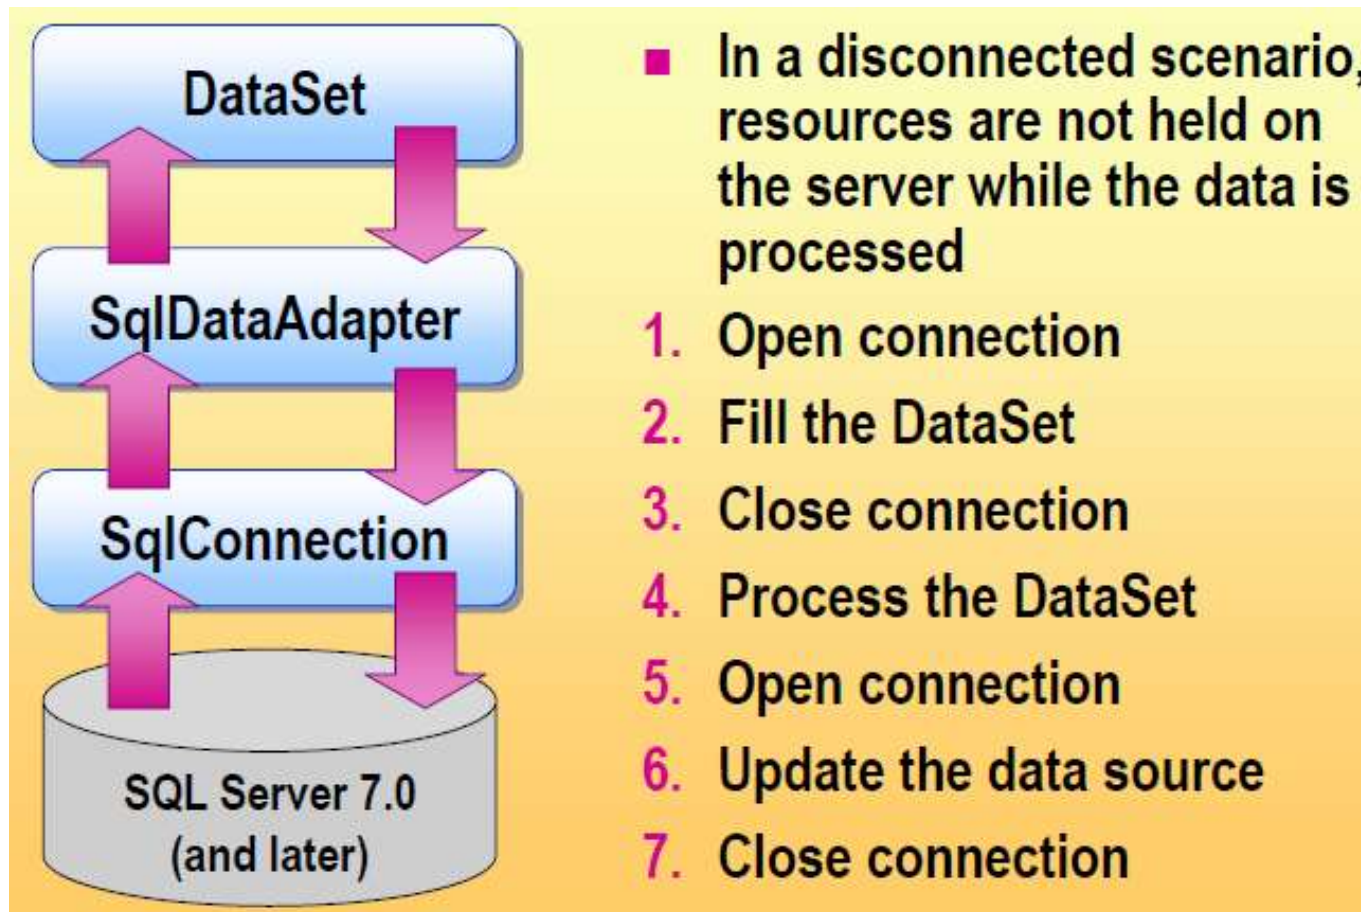 DataSet
SqlDataAdapter
SqlConnection
SQL Server 7.0
(and later)
■ In a disconnected scenario,
resources are not held on
the server while the data is
processed
1. Open connection
2. Fill the DataSet
3. Close connection
4. Process the DataSet
5. Open connection
6. Update the data source
7. Close connection